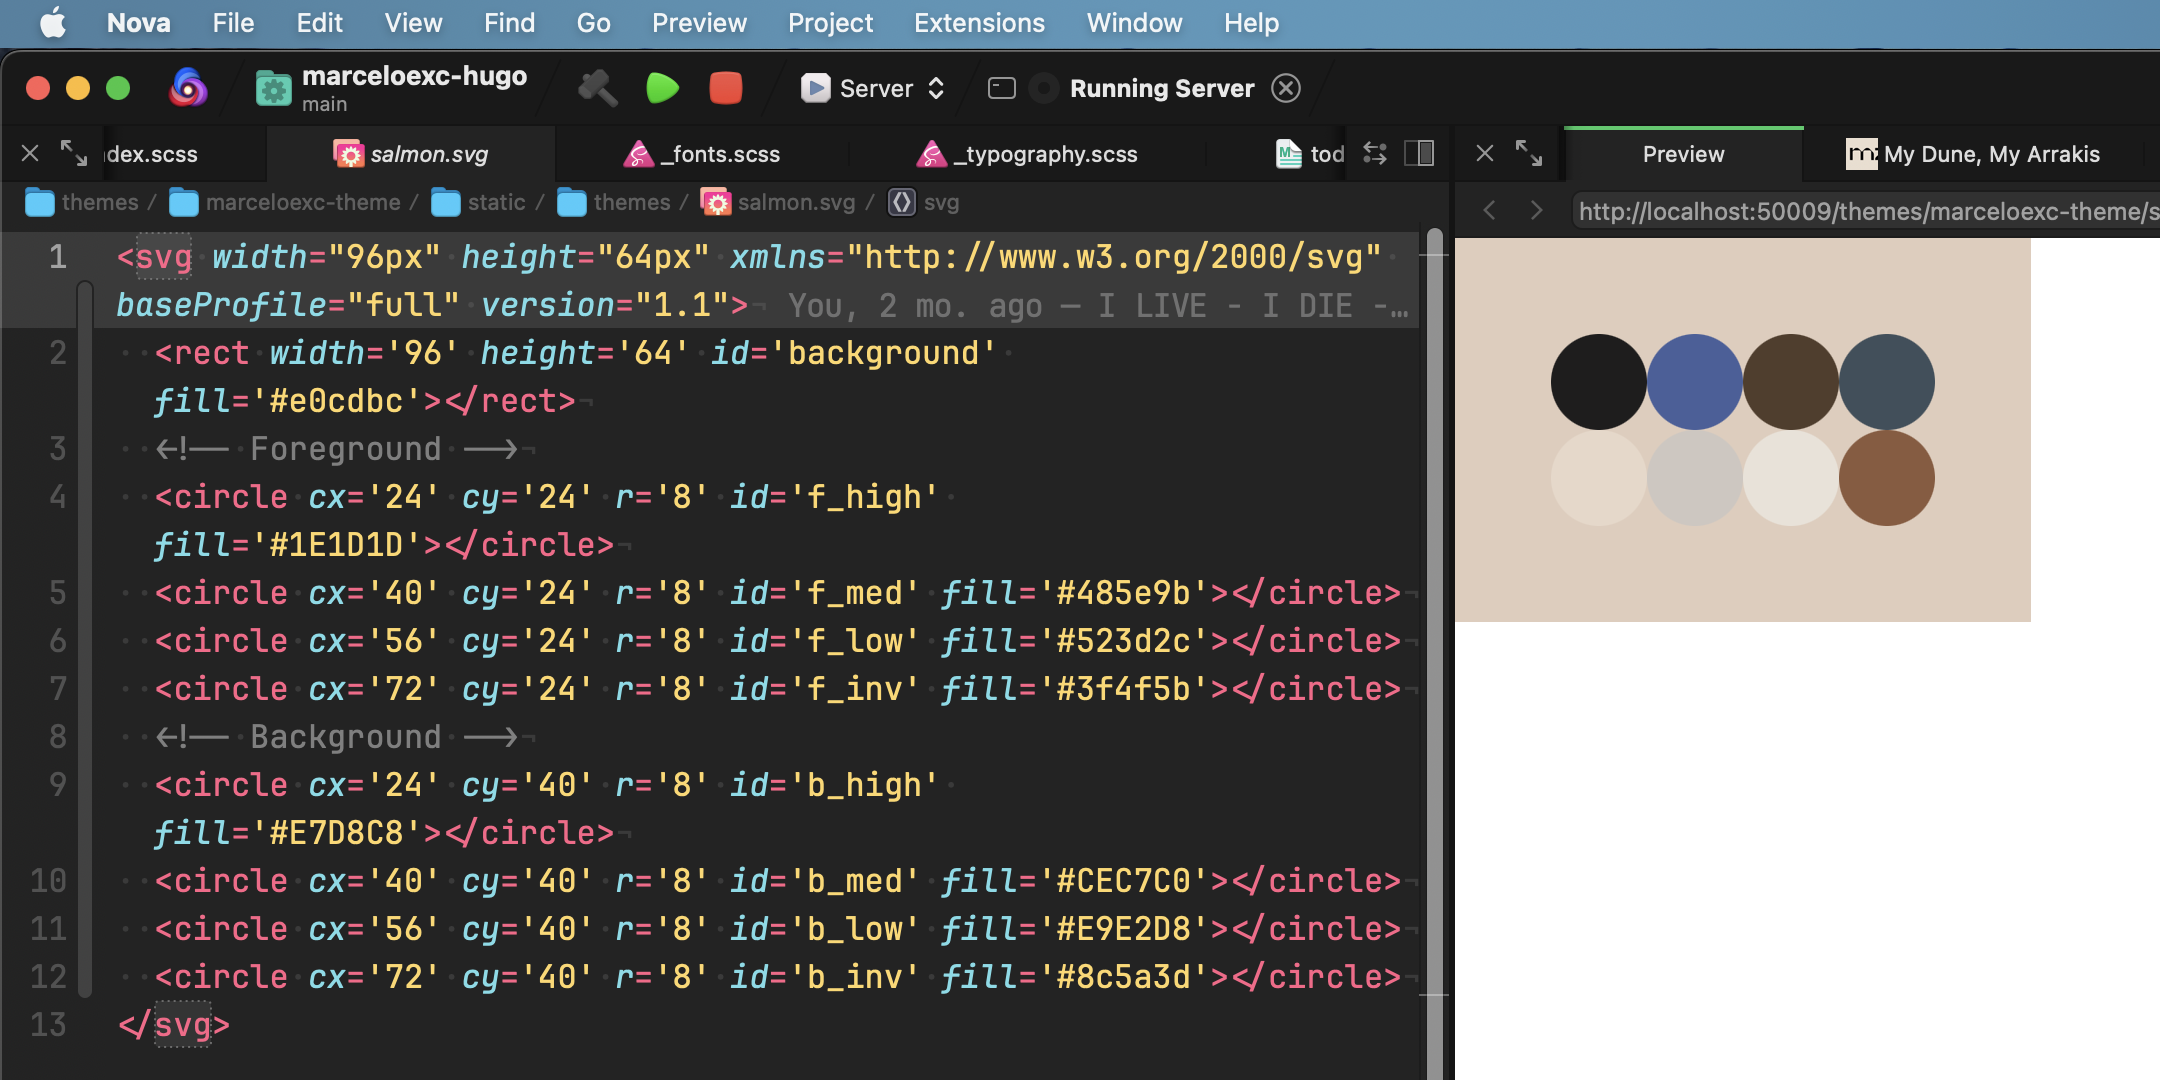 Nova File Edit View Find Go Preview Project Extensions Window Help
marceloexc-hugo
main
Server
Running Server
dex.scss
salmon.svg
_fonts.scss
_typography.scss
tod
Preview
My Dune, My Arrakis
themes / marceloexc-theme / static / themes / salmon.svg / svg
http://localhost:50009/themes/marceloexc-theme/s
1 <svg width="96px" height="64px" xmlns="http://www.w3.org/2000/svg"
baseProfile="full" version="1.1"> You, 2 mo. ago — I LIVE - I DIE -…
2 <rect width='96' height='64' id='background'
fill='#e0cdbc'></rect>
3 <!-- Foreground -->
4 <circle cx='24' cy='24' r='8' id='f_high'
fill='#1E1D1D'></circle>
5 <circle cx='40' cy='24' r='8' id='f_med' fill='#485e9b'></circle>
6 <circle cx='56' cy='24' r='8' id='f_low' fill='#523d2c'></circle>
7 <circle cx='72' cy='24' r='8' id='f_inv' fill='#3f4f5b'></circle>
8 <!-- Background -->
9 <circle cx='24' cy='40' r='8' id='b_high'
fill='#E7D8C8'></circle>
10 <circle cx='40' cy='40' r='8' id='b_med' fill='#CEC7C0'></circle>
11 <circle cx='56' cy='40' r='8' id='b_low' fill='#E9E2D8'></circle>
12 <circle cx='72' cy='40' r='8' id='b_inv' fill='#8c5a3d'></circle>
13 </svg>